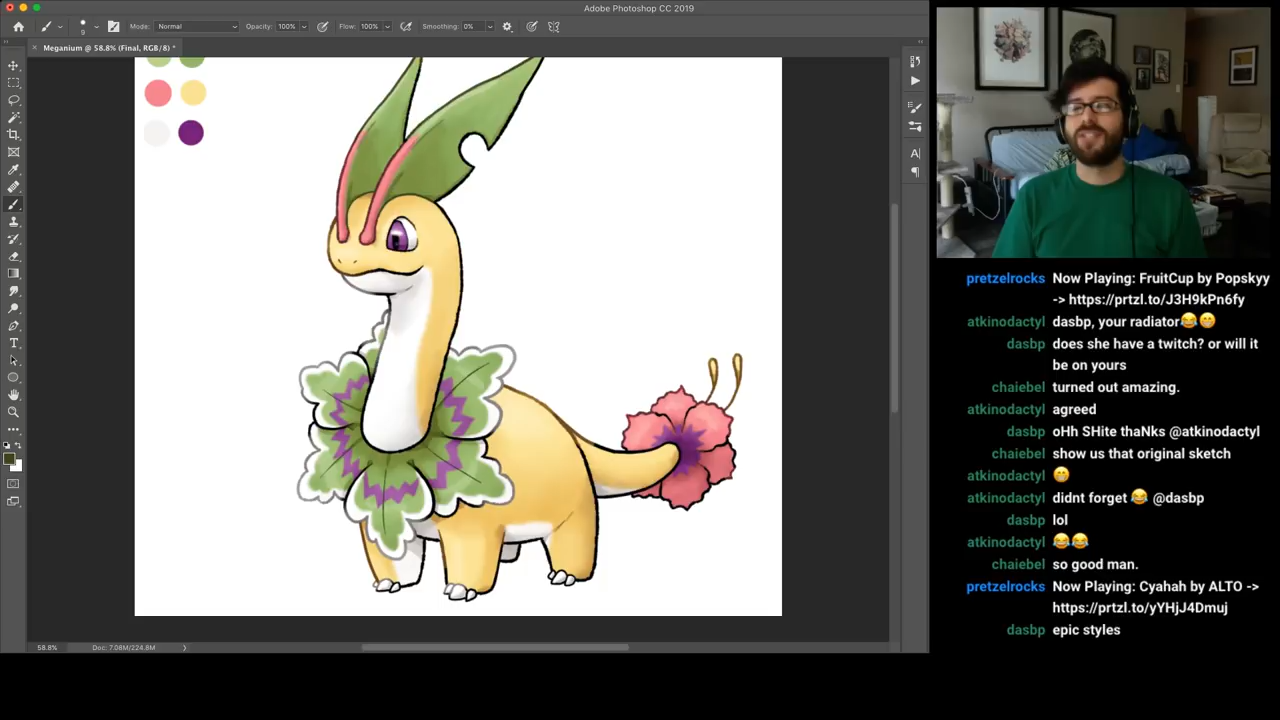 Adobe Photoshop CC 2019
9
Mode: Normal
Opacity: 100%
Flow: 100%
Smoothing: 0%
Meganium @ 58.8% (Final, RGB/8) *
58.8%
Doc: 7.08M/224.8M
pretzelrocks Now Playing: FruitCup by Popskyy
-> https://prtzl.to/J3H9kPn6fy
atkinodactyl dasbp, your radiator😂😁
dasbp does she have a twitch? or will it
be on yours
chaiebel turned out amazing.
atkinodactyl agreed
dasbp oHh SHite thaNks @atkinodactyl
chaiebel show us that original sketch
atkinodactyl 😁
atkinodactyl didnt forget 😂 @dasbp
dasbp lol
atkinodactyl 😂😂
chaiebel so good man.
pretzelrocks Now Playing: Cyahah by ALTO ->
https://prtzl.to/yYHjJ4Dmuj
dasbp epic styles